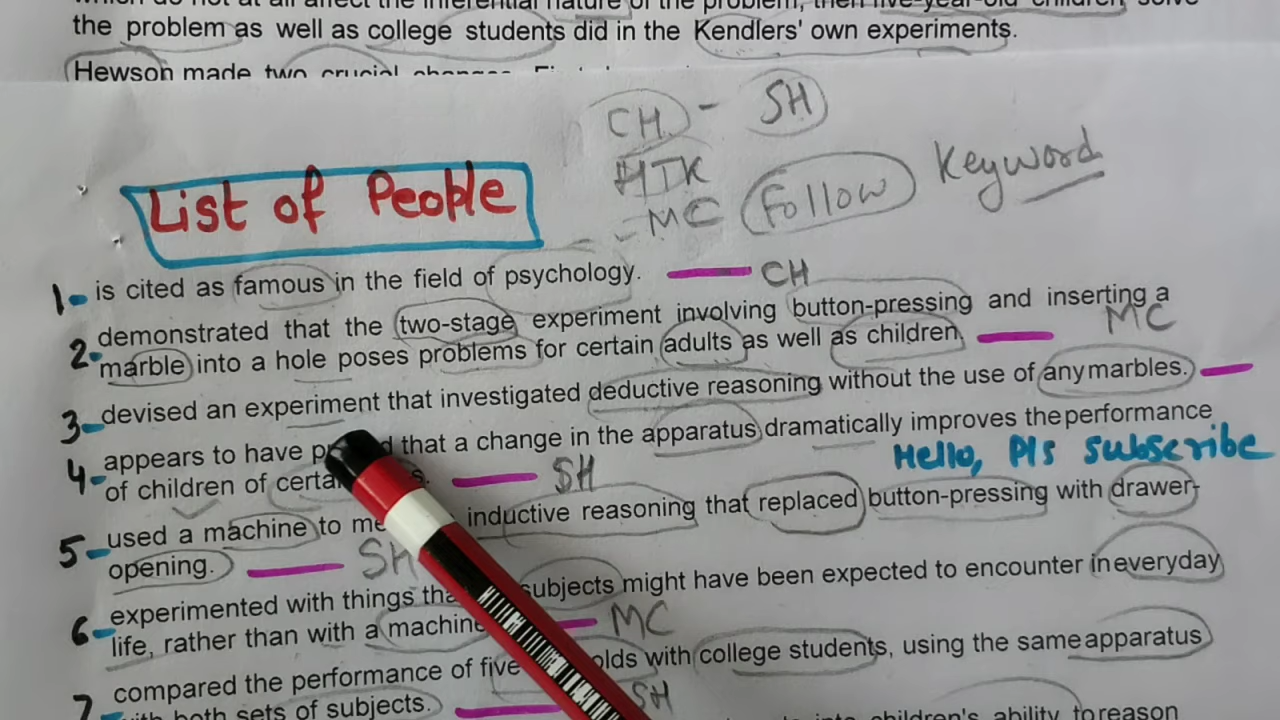 the problem as well as college students did in the Kendlers' own experiments.
Hewson made two crucial
CH - SH
HTK
MC Follow Keyword
List of People
1- is cited as famous in the field of psychology. CH
2- demonstrated that the two-stage experiment involving button-pressing and inserting a
marble into a hole poses problems for certain adults as well as children. MC
3- devised an experiment that investigated deductive reasoning without the use of any marbles.
4- appears to have that a change in the apparatus dramatically improves the performance
of children of SH
Hello, Pls subscribe
5- used a machine to inductive reasoning that replaced button-pressing with drawer-
opening. SH
6- experimented with things subjects might have been expected to encounter in everyday
life, rather than with a MC
7- compared the performance of five with college students, using the same apparatus
both sets of subjects. SH
children's ability to reason